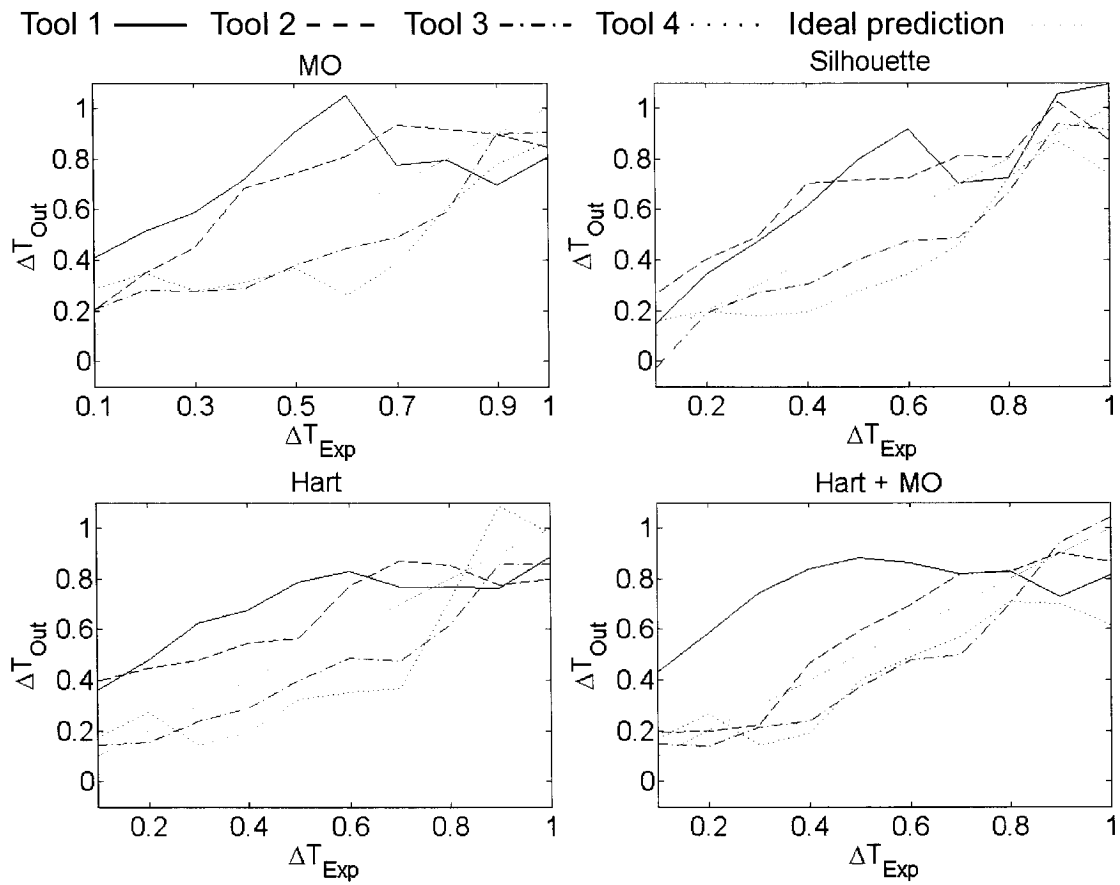 Tool 1 Tool 2 Tool 3 Tool 4 Ideal prediction
MO
Silhouette
1
0.8
0.6
0.4
0.2
0
ΔT_Out
0.1 0.3 0.5 0.7 0.9 1
ΔT_Exp
1
0.8
0.6
0.4
0.2
0
ΔT_Out
0.2 0.4 0.6 0.8 1
ΔT_Exp
Hart
Hart + MO
1
0.8
0.6
0.4
0.2
0
ΔT_Out
0.2 0.4 0.6 0.8 1
ΔT_Exp
1
0.8
0.6
0.4
0.2
0
ΔT_Out
0.2 0.4 0.6 0.8 1
ΔT_Exp